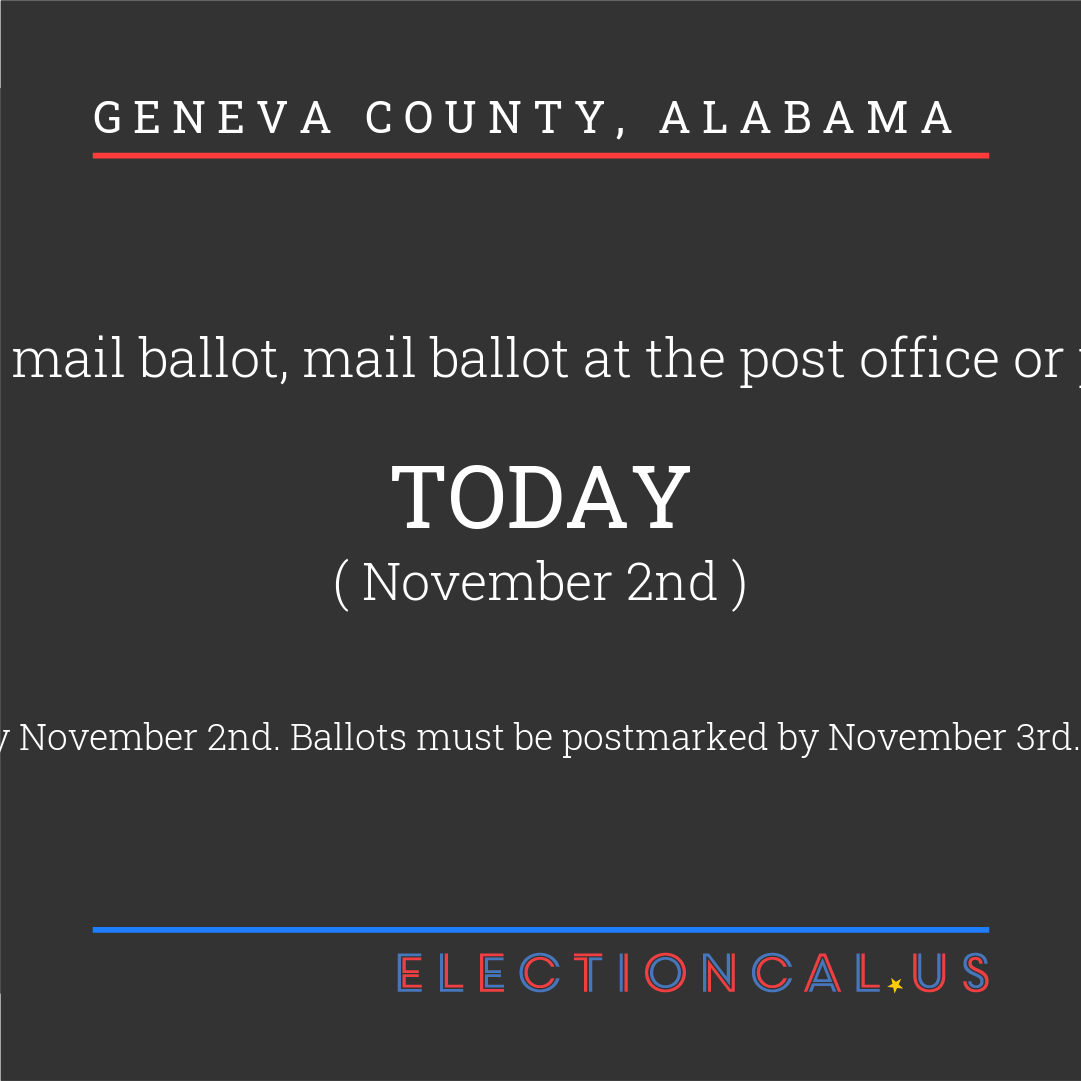 GENEVA COUNTY, ALABAMA
mail ballot, mail ballot at the post office or
TODAY
( November 2nd )
November 2nd. Ballots must be postmarked by November 3rd.
ELECTIONCAL.US